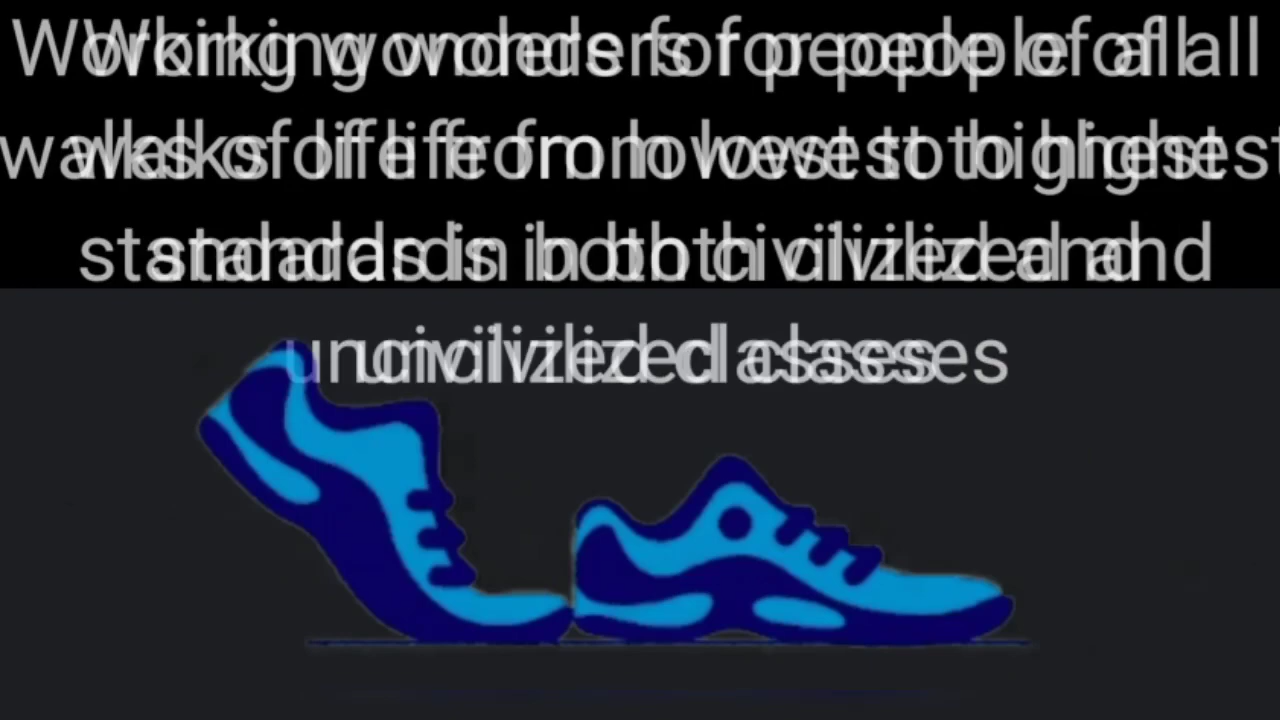 Working wonders for people of all
walks of life from lowest to highest
standards in both civilized and
uncivilized classes